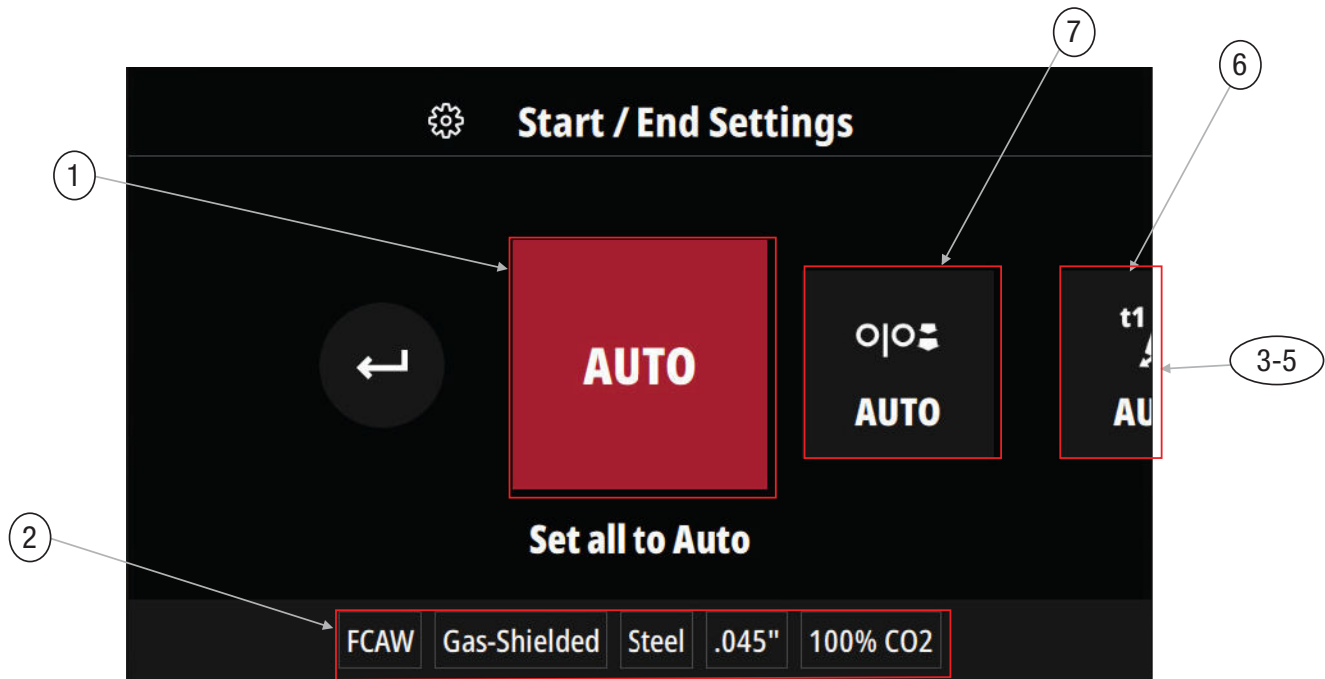 7
6
Start / End Settings
1
t1
AUTO
3-5
AUTO
AU
2
Set all to Auto
FCAW Gas-Shielded Steel .045" 100% CO2